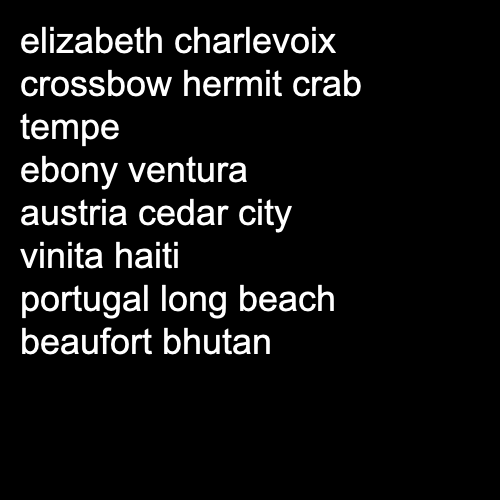 elizabeth charlevoix
crossbow hermit crab
tempe
ebony ventura
austria cedar city
vinita haiti
portugal long beach
beaufort bhutan